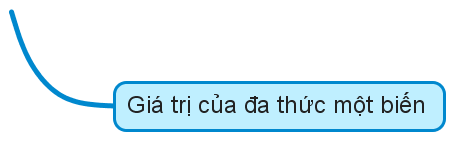 Giá trị của đa thức một biến